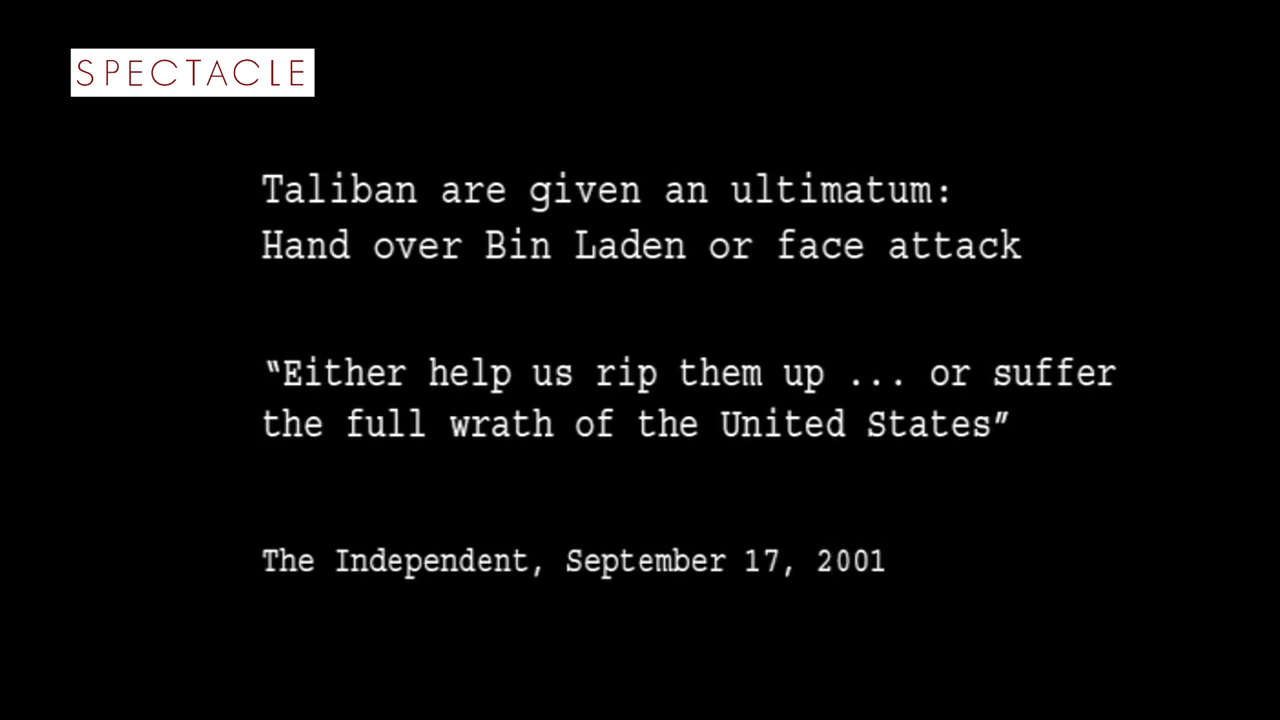 SPECTACLE
Taliban are given an ultimatum:
Hand over Bin Laden or face attack
“Either help us rip them up ... or suffer
the full wrath of the United States”
The Independent, September 17, 2001